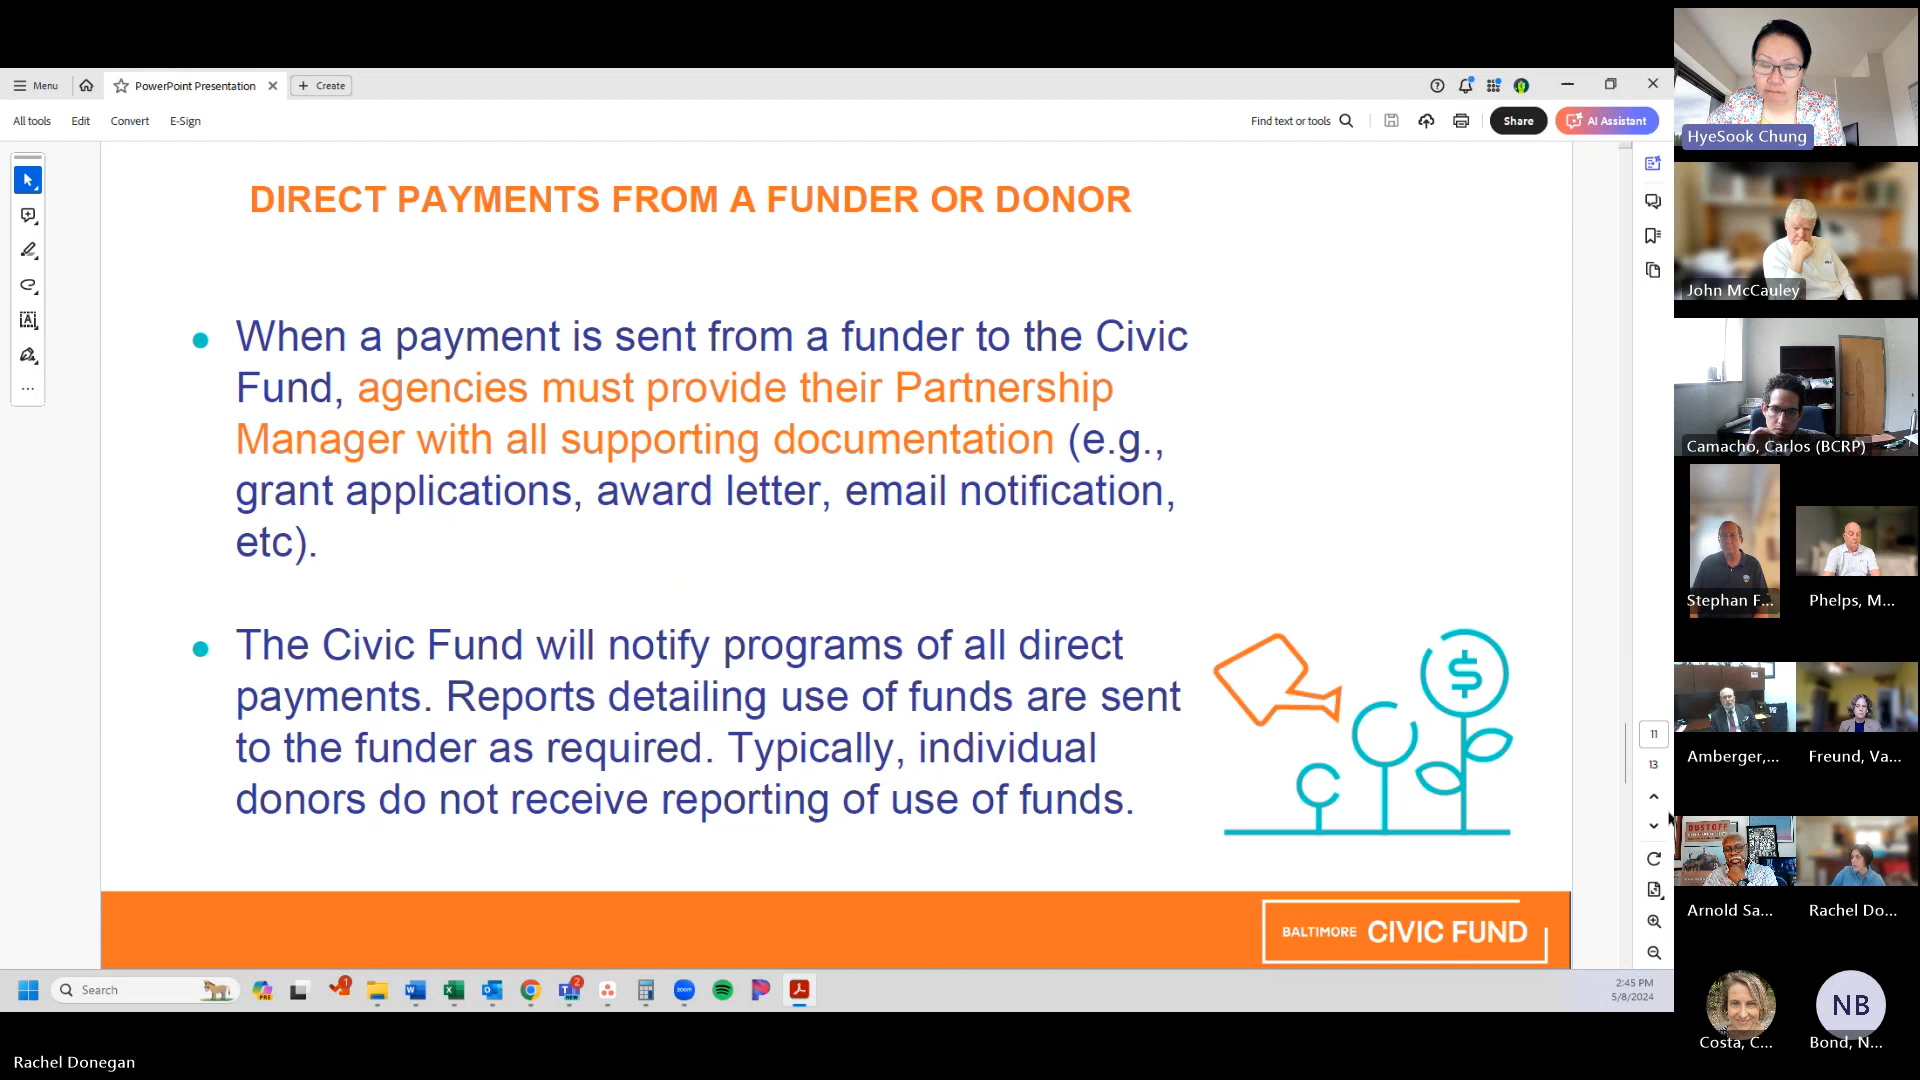 Menu
PowerPoint Presentation
Create
All tools
Edit
Convert
E-Sign
Find text or tools
Share
AI Assistant
DIRECT PAYMENTS FROM A FUNDER OR DONOR
When a payment is sent from a funder to the Civic
Fund, agencies must provide their Partnership
Manager with all supporting documentation (e.g.,
grant applications, award letter, email notification,
etc).
The Civic Fund will notify programs of all direct
payments. Reports detailing use of funds are sent
to the funder as required. Typically, individual
donors do not receive reporting of use of funds.
$
BALTIMORE CIVIC FUND
11
13
Search
PRE
1
2
NEW
zoom
2:45 PM
5/8/2024
HyeSook Chung
John McCauley
Camacho, Carlos (BCRP)
Stephan F...
Phelps, M...
Amberger,...
Freund, Va...
DUSTOFF
Arnold Sa...
Rachel Do...
NB
Costa, C...
Bond, N...
Rachel Donegan